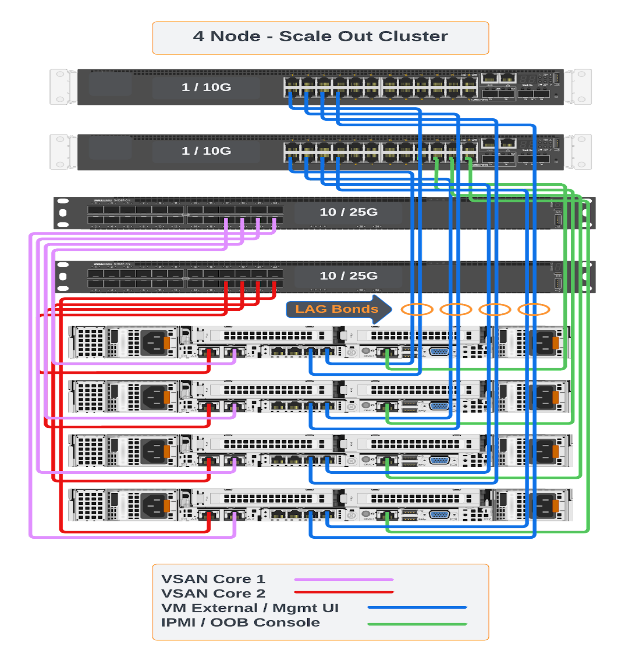 4 Node - Scale Out Cluster
1 / 10G
1 / 10G
10 / 25G
10 / 25G
LAG Bonds
VSAN Core 1
VSAN Core 2
VM External / Mgmt UI
IPMI / OOB Console